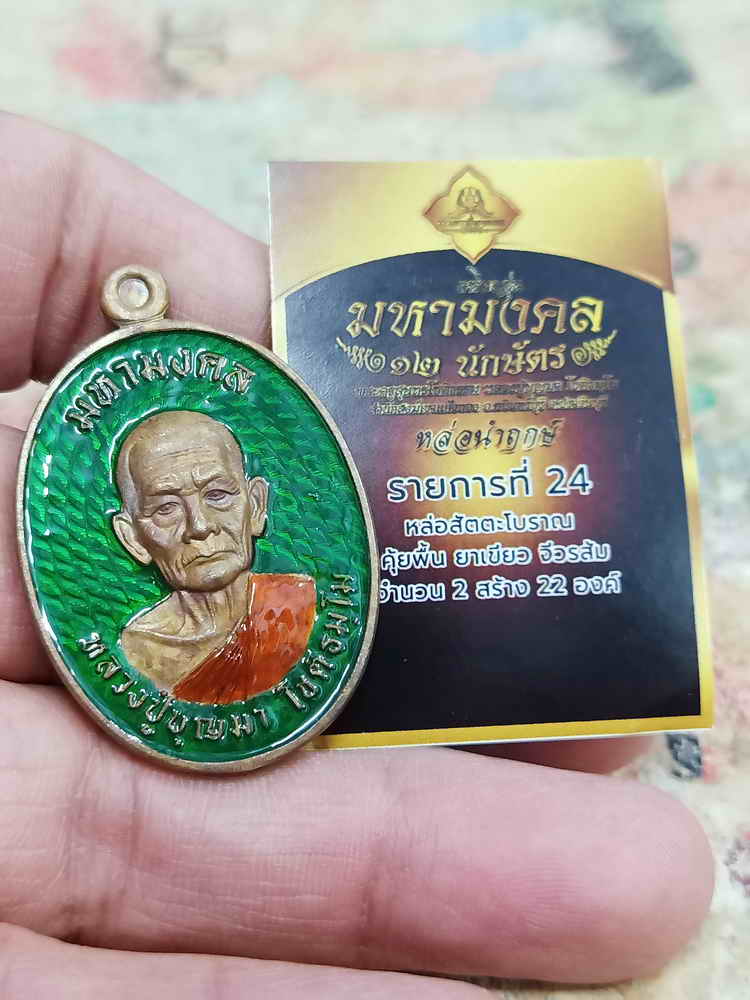 มหามงคล
หลวงปู่บุญมา โชติธมฺโม
มหามงคล
๑๒ นักษัตร
หล่อนำฤกษ์
รายการที่ 24
หล่อสัตตะโบราณ
คุ้ยพื้น ยาเขียว จีวรส้ม
จำนวน 2 สร้าง 22 องค์